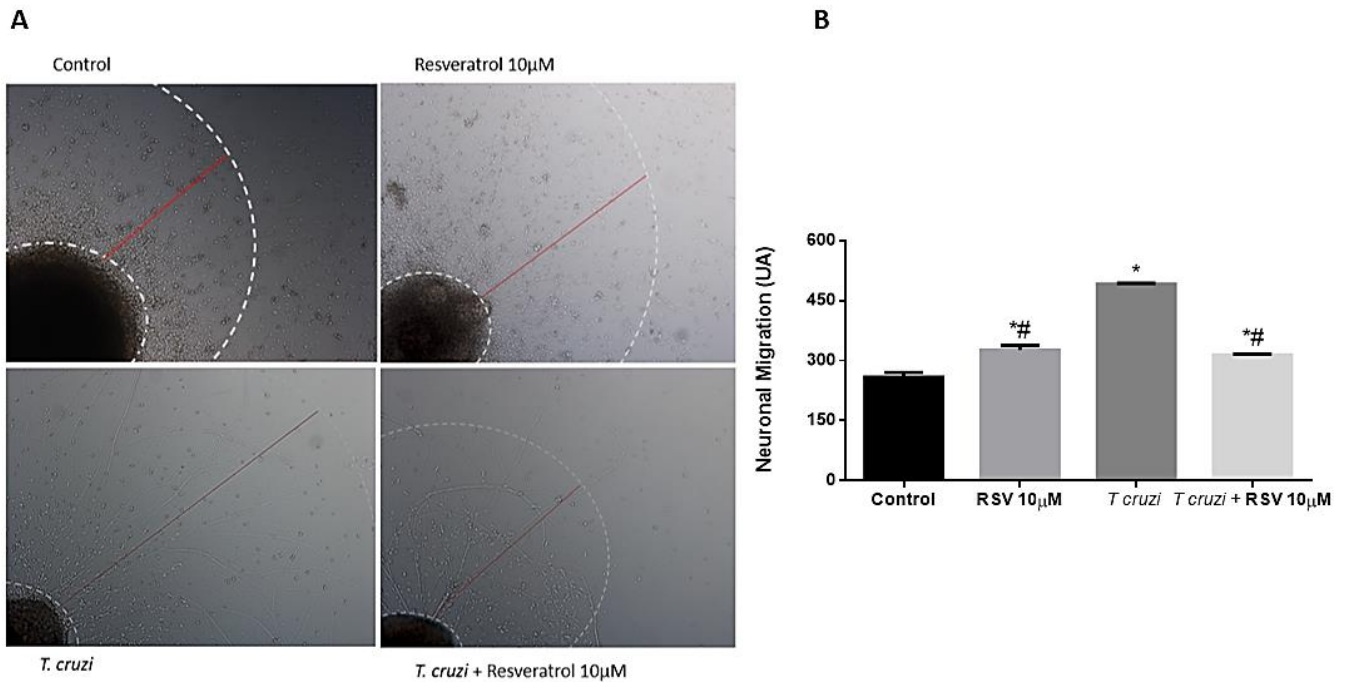 A
B
Control
Resveratrol 10µM
T. cruzi
T. cruzi + Resveratrol 10µM
Neuronal Migration (UA)
600
450
300
150
0
*#
*
*#
Control
RSV 10µM
T cruzi
T cruzi + RSV 10µM